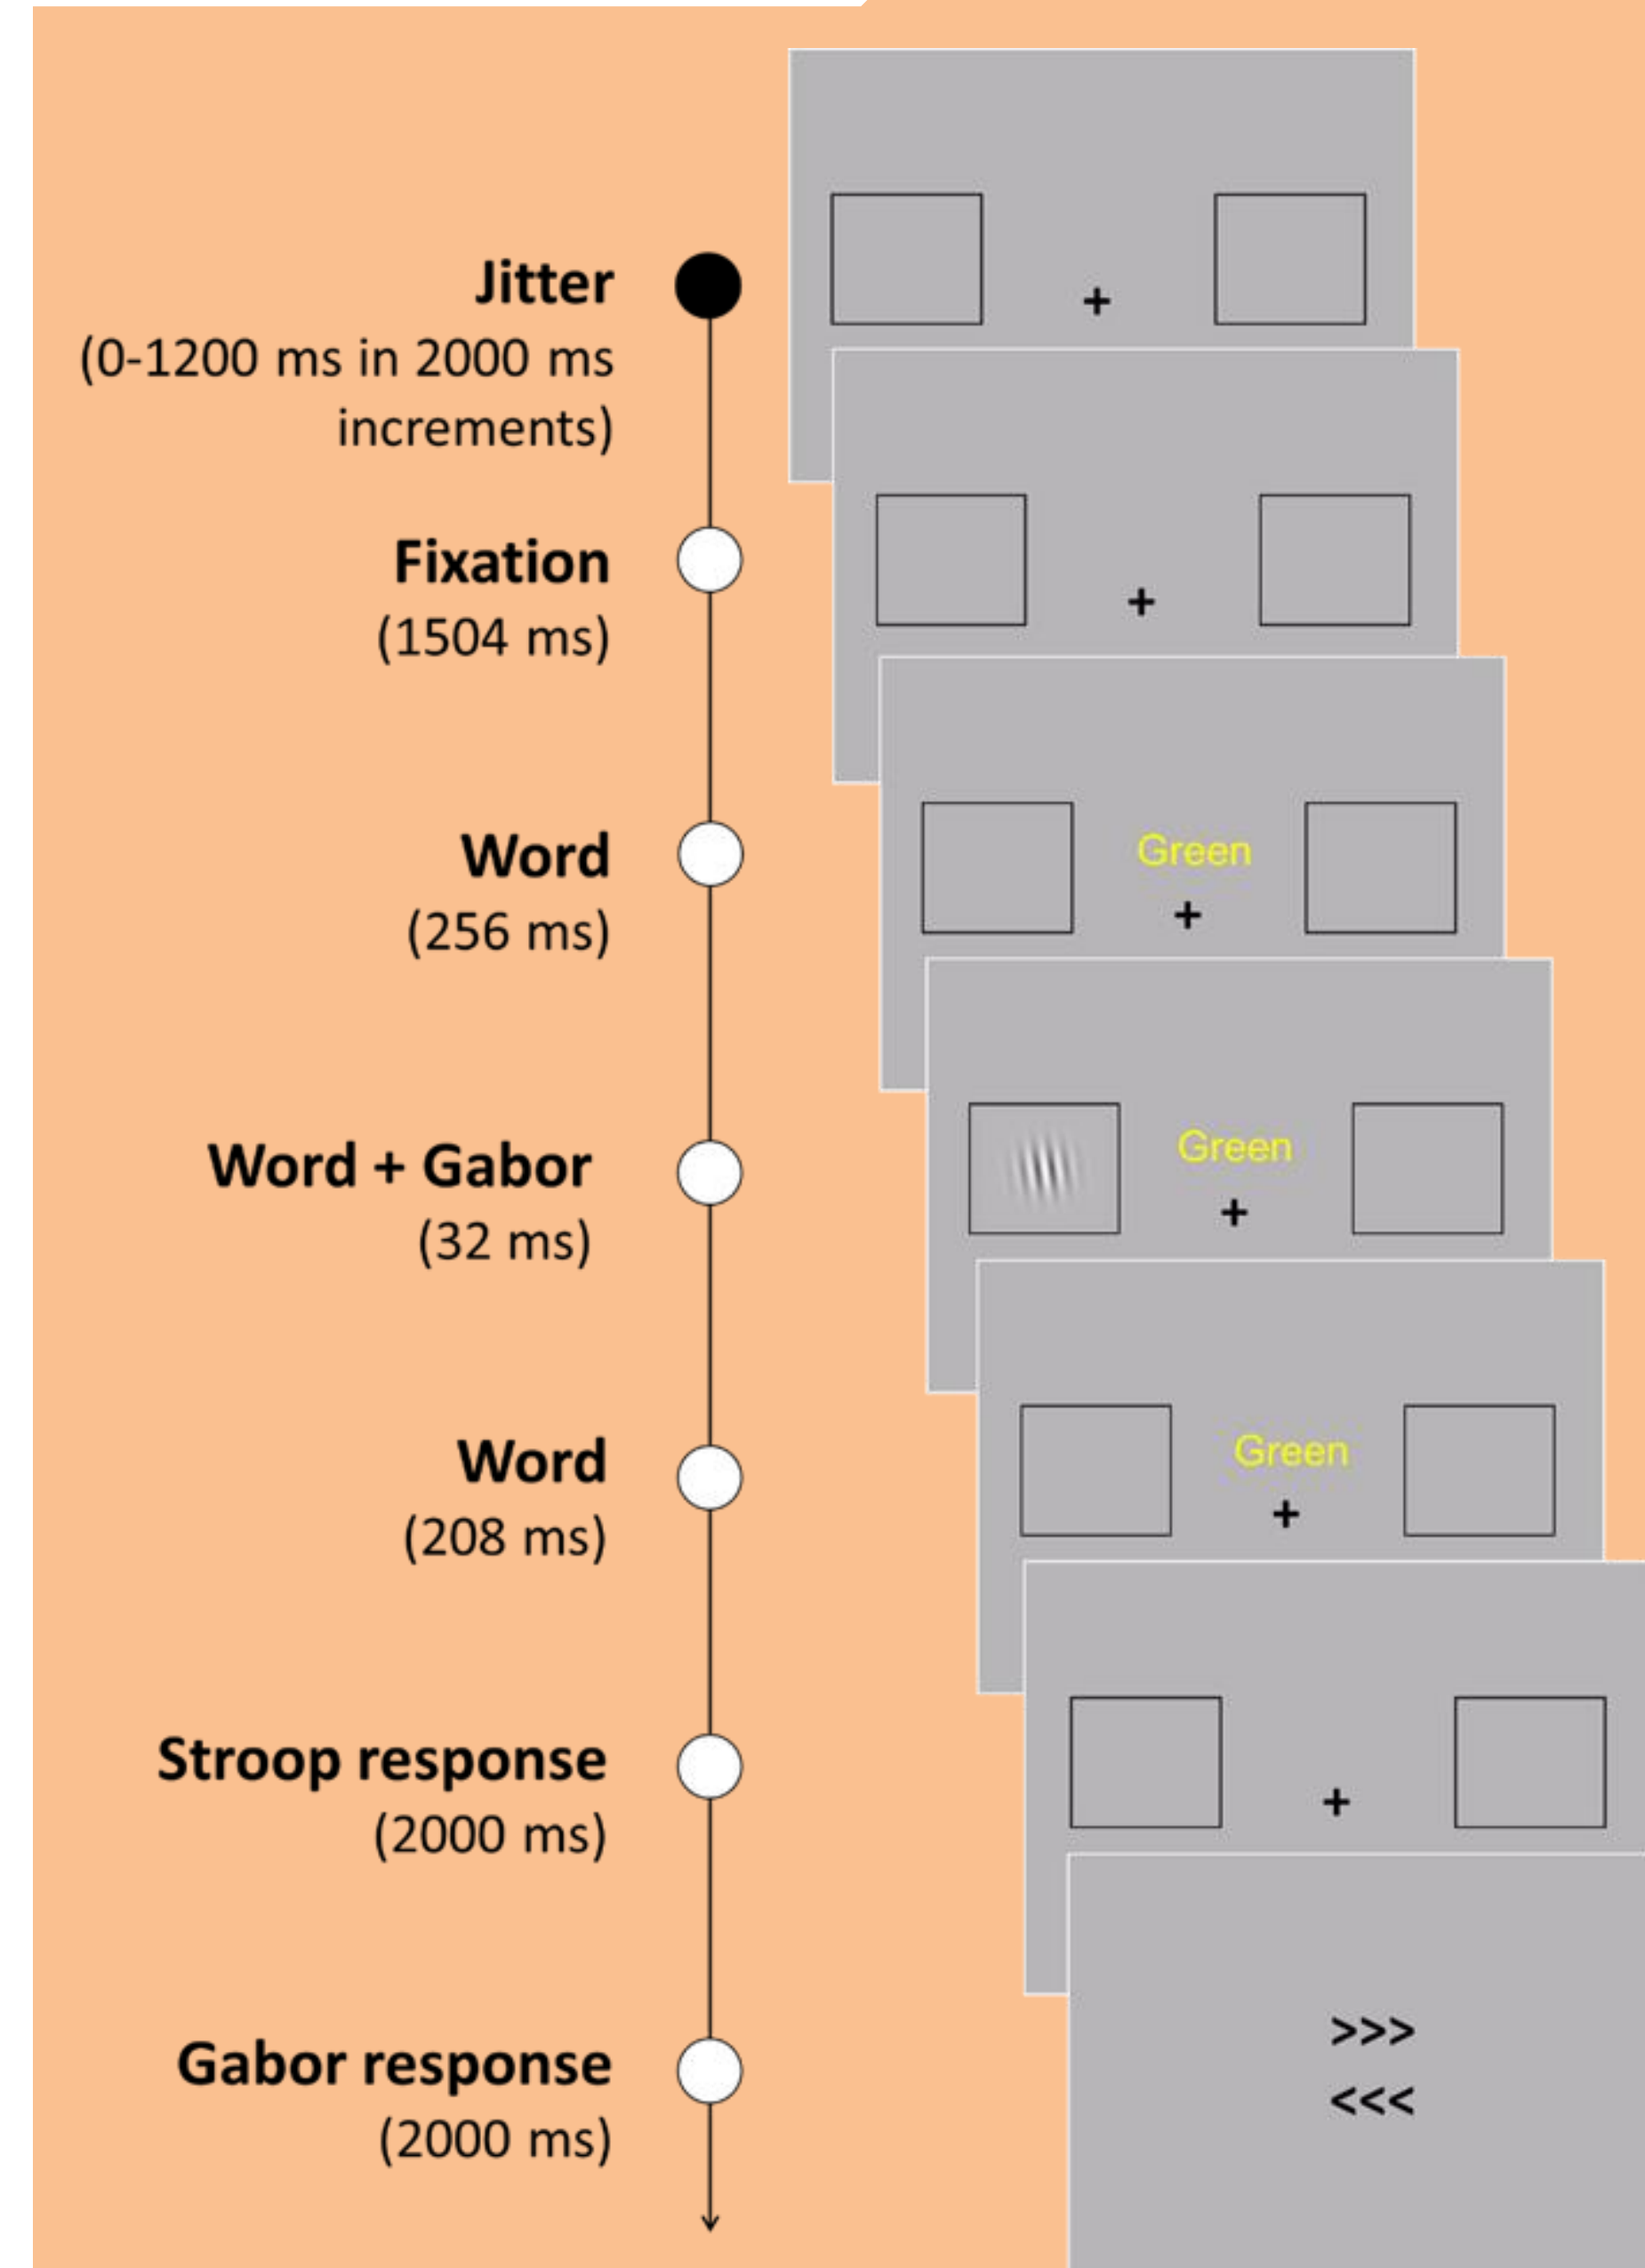 Jitter
(0-1200 ms in 2000 ms
increments)
+
Fixation
(1504 ms)
+
Word
(256 ms)
Green
+
Word + Gabor
(32 ms)
Green
+
Word
(208 ms)
Green
+
Stroop response
(2000 ms)
+
Gabor response
(2000 ms)
>>>
<<<